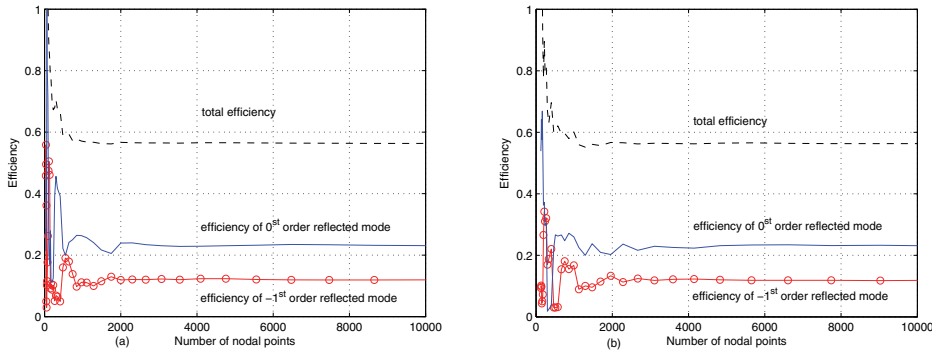 1
0.8
0.6
0.4
0.2
0
Efficiency
total efficiency
efficiency of 0st order reflected mode
efficiency of −1st order reflected mode
0 2000 4000 6000 8000 10000
(a) Number of nodal points
1
0.8
0.6
0.4
0.2
0
Efficiency
total efficiency
efficiency of 0st order reflected mode
efficiency of −1st order reflected mode
0 2000 4000 6000 8000 10000
(b) Number of nodal points